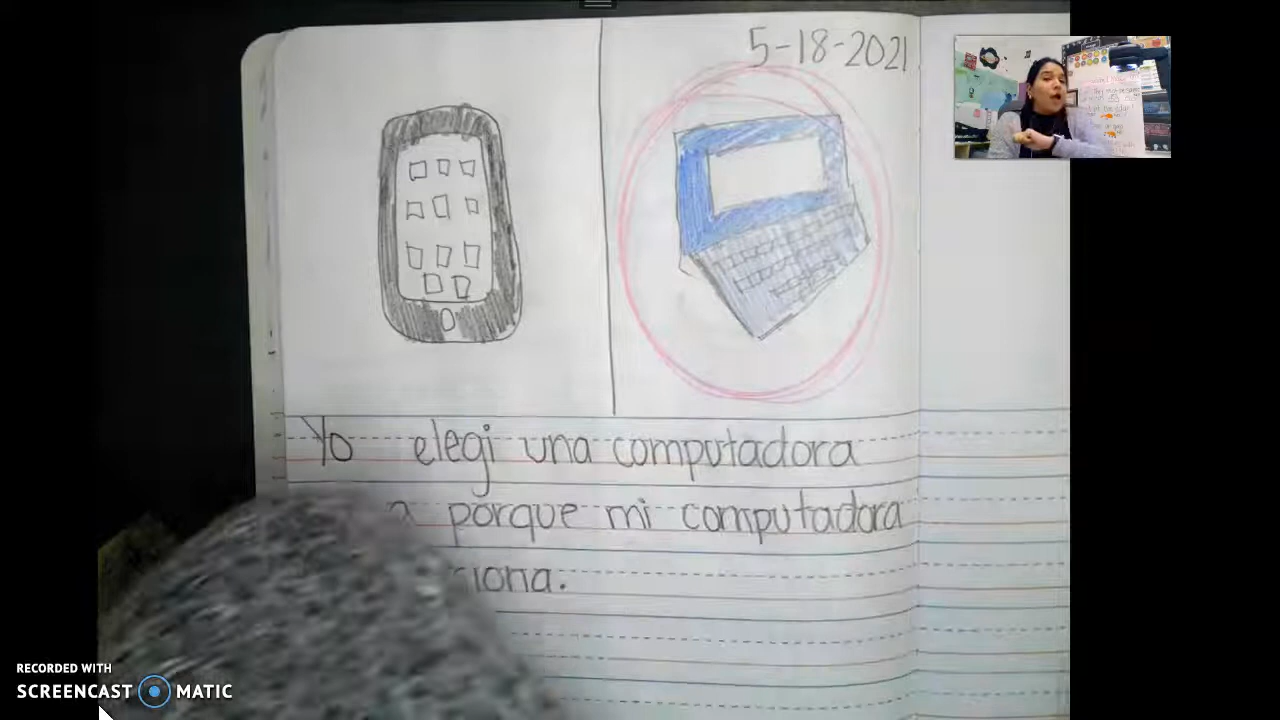 5-18-2021
Yo elegi una computadora
porque mi computadora
RECORDED WITH
SCREENCAST MATIC